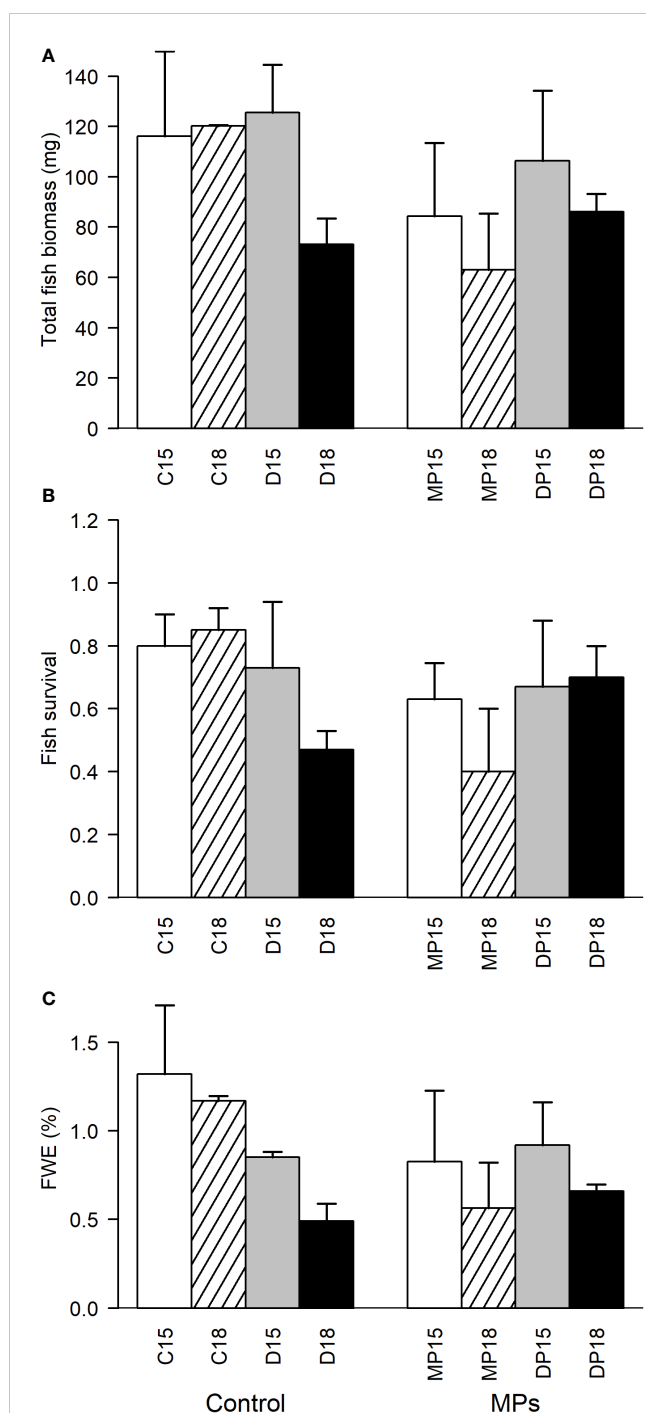 A
Total fish biomass (mg)
140
120
100
80
60
40
20
0
C15 C18 D15 D18 MP15 MP18 DP15 DP18
B
Fish survival
1.2
1.0
0.8
0.6
0.4
0.2
0.0
C15 C18 D15 D18 MP15 MP18 DP15 DP18
C
FWE (%)
1.5
1.0
0.5
0.0
C15 C18 D15 D18 MP15 MP18 DP15 DP18
Control MPs